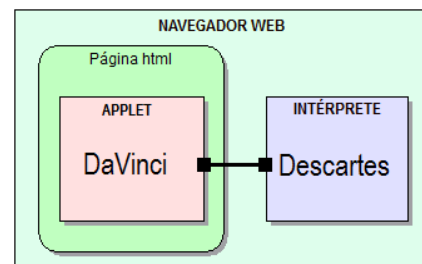 NAVEGADOR WEB
Página html
APPLET
DaVinci
INTÉRPRETE
Descartes